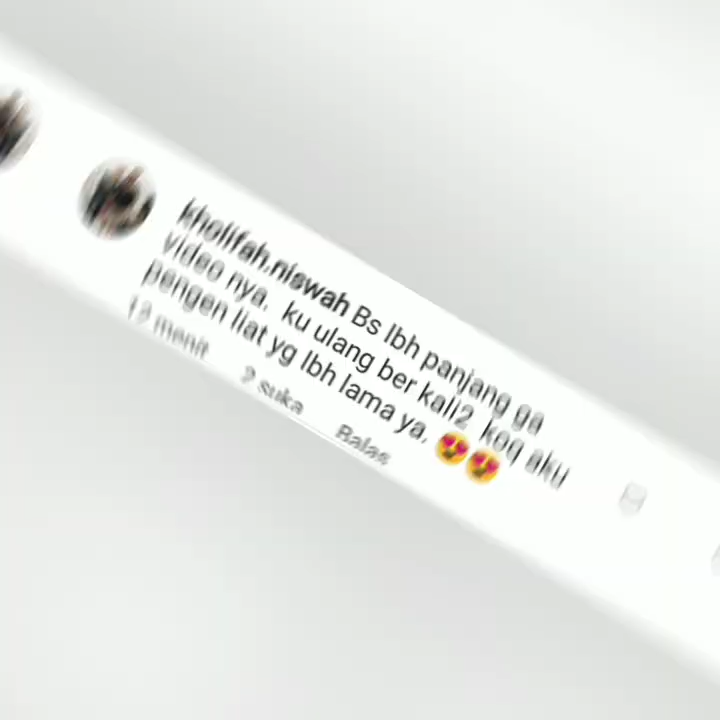 kholifah.niswah Bs lbh panjang ga
video nya, ku ulang ber kali2 koq aku
pengen liat yg lbh lama ya, 😍😍
13 menit 2 suka Balas